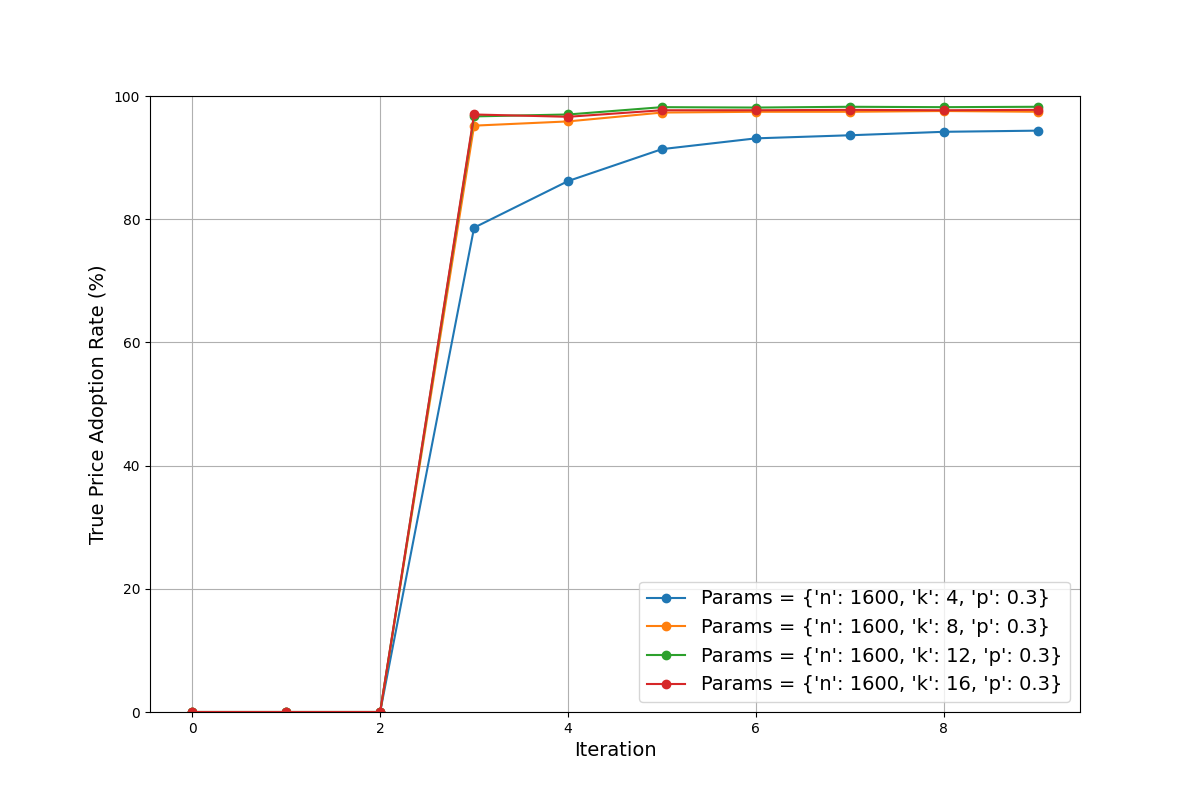 100
80
60
40
20
0
True Price Adoption Rate (%)
Params = {'n': 1600, 'k': 4, 'p': 0.3}
Params = {'n': 1600, 'k': 8, 'p': 0.3}
Params = {'n': 1600, 'k': 12, 'p': 0.3}
Params = {'n': 1600, 'k': 16, 'p': 0.3}
0 2 4 6 8
Iteration